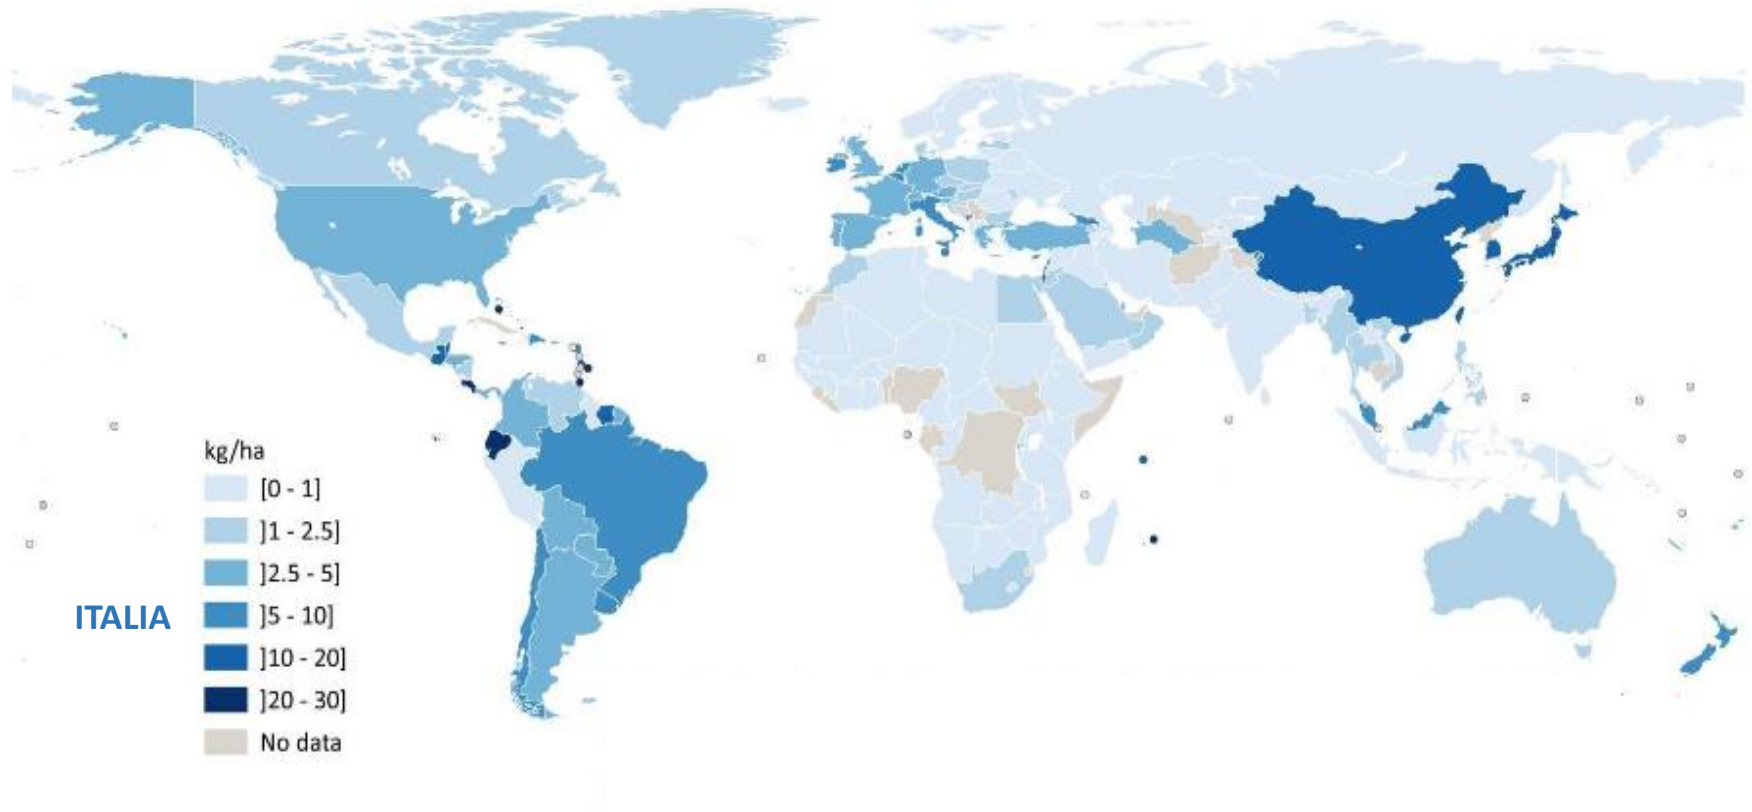 kg/ha
[0 - 1]
]1 - 2.5]
]2.5 - 5]
ITALIA
]5 - 10]
]10 - 20]
]20 - 30]
No data